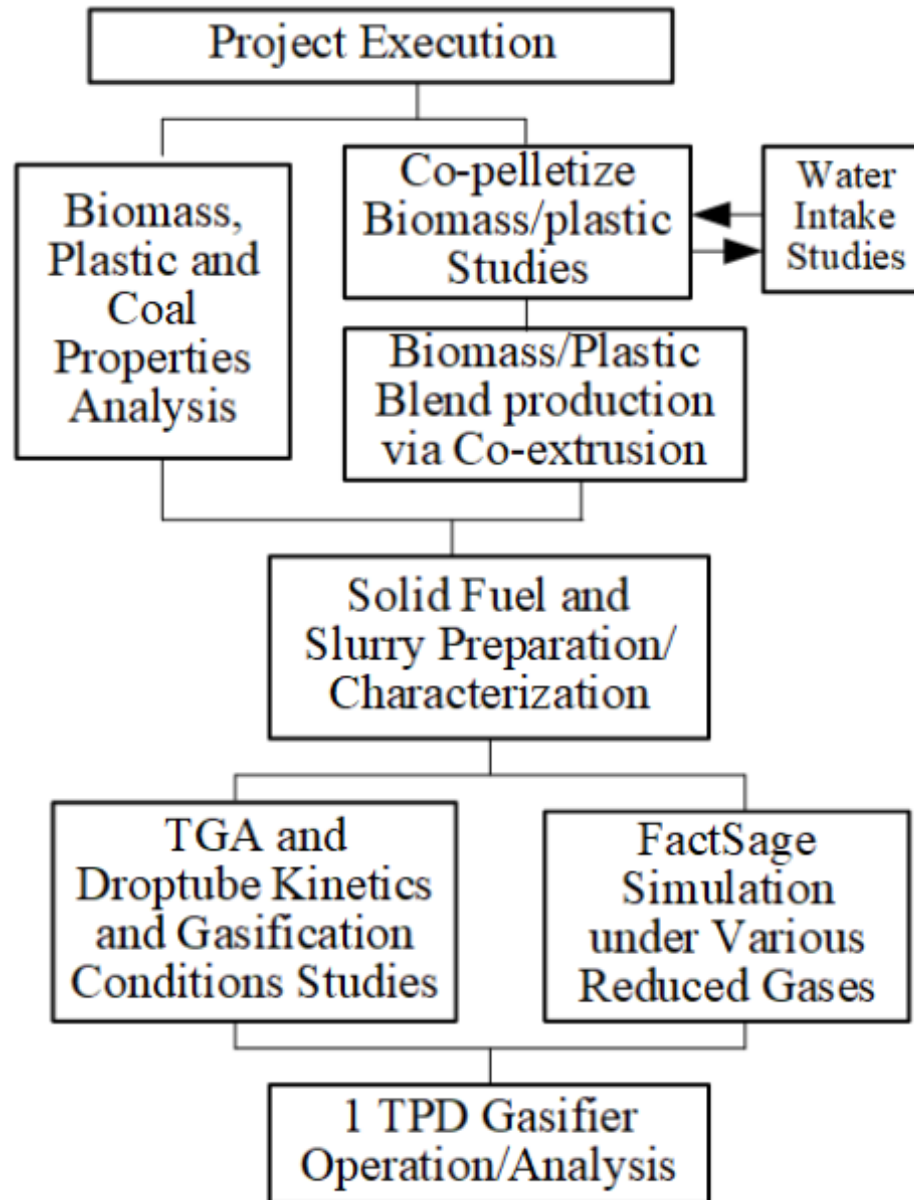 Project Execution
Biomass,
Plastic and
Coal
Properties
Analysis
Co-pelletize
Biomass/plastic
Studies
Water
Intake
Studies
Biomass/Plastic
Blend production
via Co-extrusion
Solid Fuel and
Slurry Preparation/
Characterization
TGA and
Droptube Kinetics
and Gasification
Conditions Studies
FactSage
Simulation
under Various
Reduced Gases
1 TPD Gasifier
Operation/Analysis